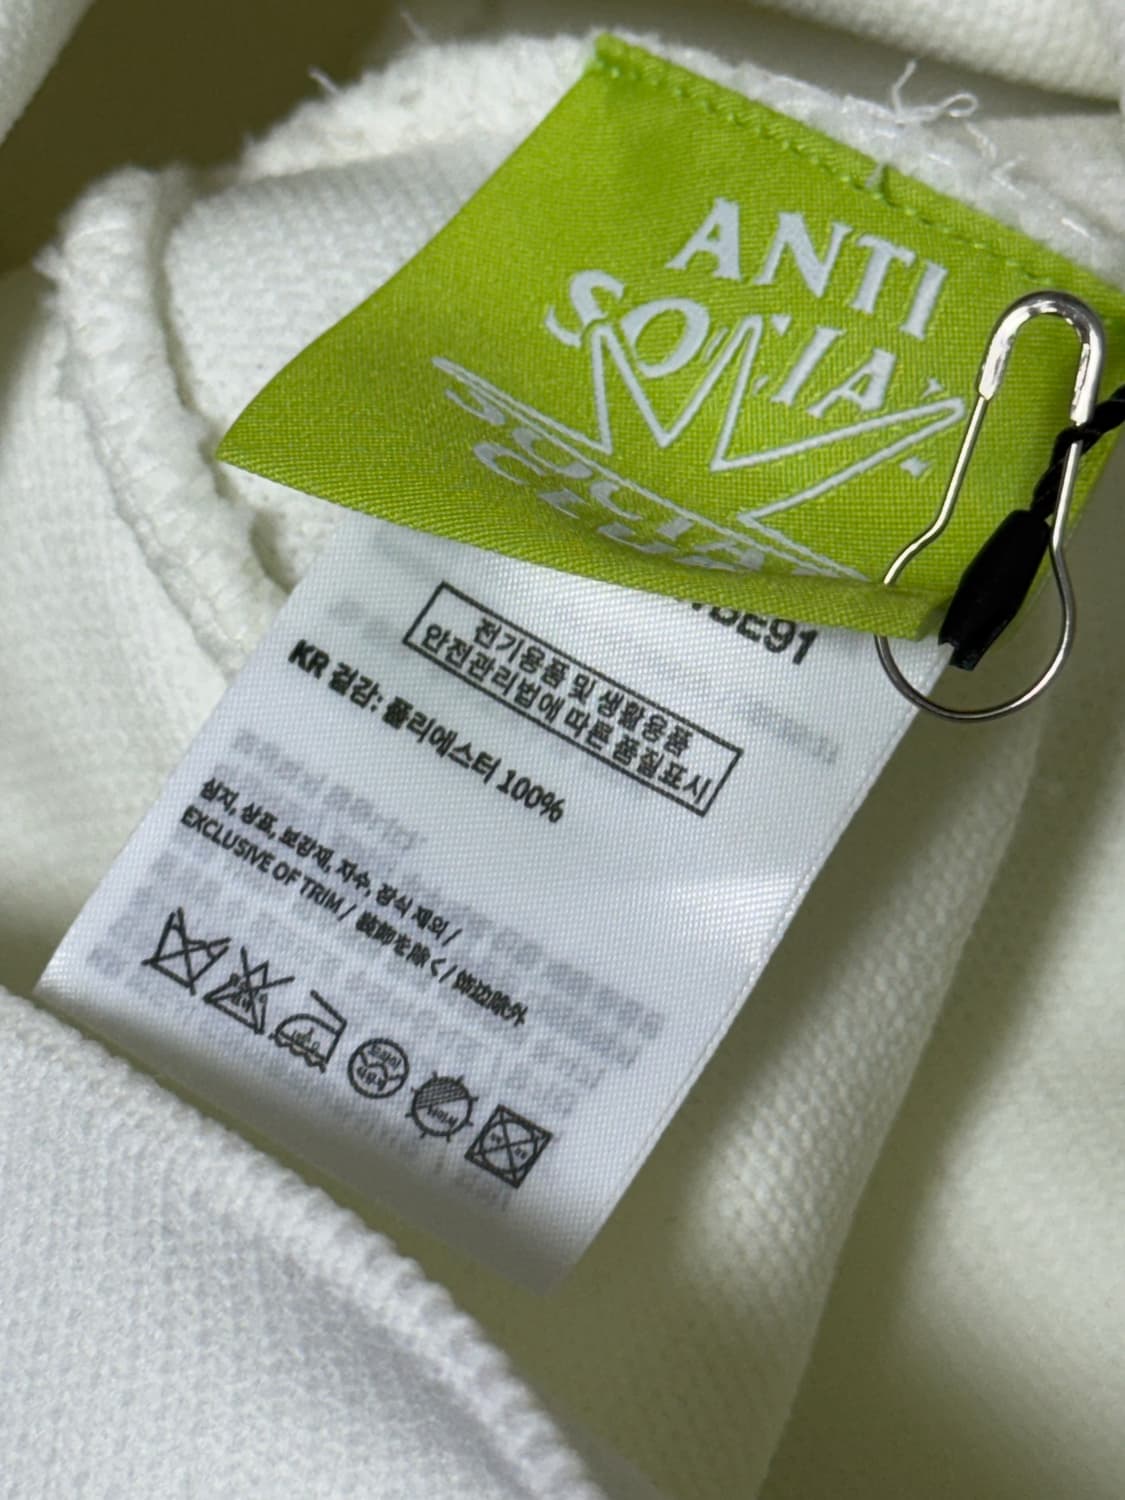 ANTI
SOCIAL
SOCIAL
CLUB
전기용품 및 생활용품
안전관리법에 따른 품질표시
KR 겉감: 폴리에스터 100%
심지, 상표, 보강재, 자수, 장식 제외 /
EXCLUSIVE OF TRIM / 装飾を除く / 饰边除外